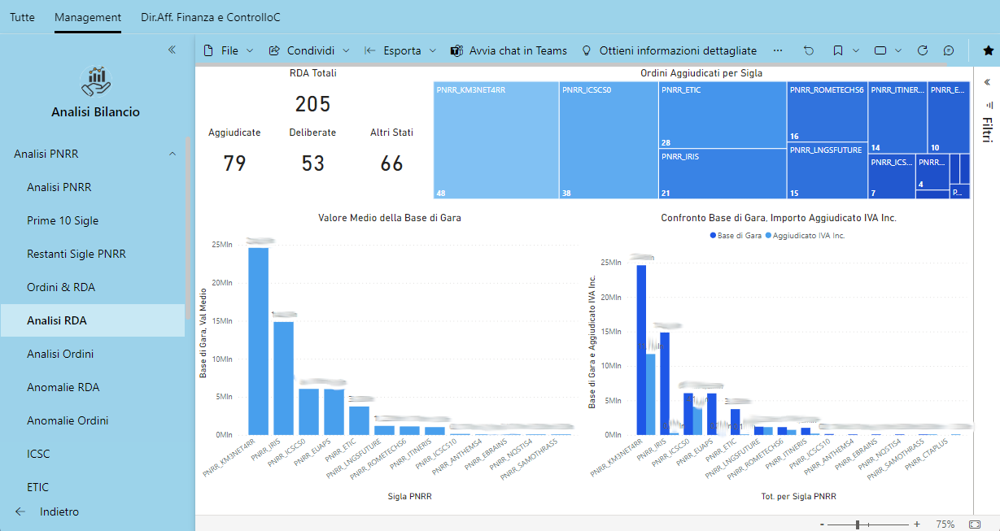 Tutte Management Dir.Aff. Finanza e ControlloC
File Condividi Esporta Avvia chat in Teams Ottieni informazioni dettagliate ...
Analisi Bilancio
Analisi PNRR
Analisi PNRR
Prime 10 Sigle
Restanti Sigle PNRR
Ordini & RDA
Analisi RDA
Analisi Ordini
Anomalie RDA
Anomalie Ordini
ICSC
ETIC
Indietro
RDA Totali
205
Aggiudicate Deliberate Altri Stati
79 53 66
Ordini Aggiudicati per Sigla
PNRR_KM3NET4RR
48
PNRR_ICSCS0
38
PNRR_ETIC
28
PNRR_IRIS
21
PNRR_ROMETECHS6
16
PNRR_LNGSFUTURE
15
PNRR_ITINER...
14
PNRR_E...
10
PNRR_ICS...
7
PNRR...
4
P...
Filtri
Valore Medio della Base di Gara
Base di Gara, Val Medio
25Mln
20Mln
15Mln
10Mln
5Mln
0Mln
PNRR_KM3NET4RR
PNRR_IRIS
PNRR_ICSCS0
PNRR_EUAPS
PNRR_ETIC
PNRR_LNGSFUTURE
PNRR_ROMETECHS6
PNRR_ITINERIS
PNRR_ICSCS10
PNRR_ANTHEMS4
PNRR_EBRAINS
PNRR_NOSTIS4
PNRR_SAMOTHRASS
Sigla PNRR
Confronto Base di Gara, Importo Aggiudicato IVA Inc.
Base di Gara Aggiudicato IVA Inc.
Base di Gara e Aggiudicato IVA Inc.
25Mln
20Mln
15Mln
10Mln
5Mln
0Mln
PNRR_KM3NET4RR
PNRR_IRIS
PNRR_ICSCS0
PNRR_EUAPS
PNRR_ETIC
PNRR_LNGSFUTURE
PNRR_ROMETECHS6
PNRR_ITINERIS
PNRR_ICSCS10
PNRR_ANTHEMS4
PNRR_EBRAINS
PNRR_NOSTIS4
PNRR_SAMOTHRASS
PNRR_CTAPLUS
Tot. per Sigla PNRR
- + 75%